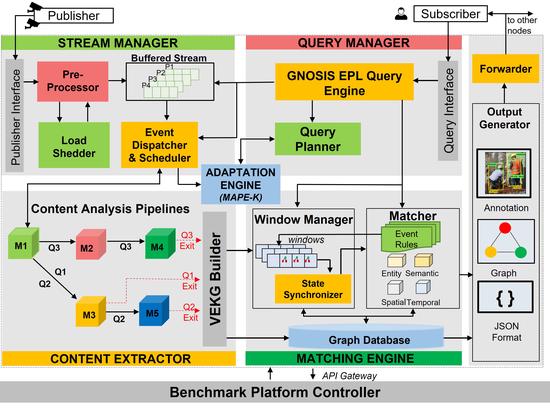 Publisher
Subscriber
to other
nodes
STREAM MANAGER
QUERY MANAGER
Publisher Interface
Pre-
Processor
Buffered Stream
P1
P2
P3
P4
Load
Shedder
Event
Dispatcher
& Scheduler
GNOSIS EPL Query
Engine
Query
Planner
Query Interface
ADAPTATION
ENGINE
(MAPE-K)
Forwarder
Output
Generator
Annotation
Graph
{ }
JSON
Format
Content Analysis Pipelines
M1
Q3
M2
Q3
M4
Q3
Exit
Q1
Q2
Q1
Exit
M3
Q2
M5
Q2
Exit
VEKG Builder
Window Manager
windows
State
Synchronizer
Matcher
Event
Rules
Entity
Semantic
Spatial
Temporal
Graph Database
CONTENT EXTRACTOR
MATCHING ENGINE
API Gateway
Benchmark Platform Controller